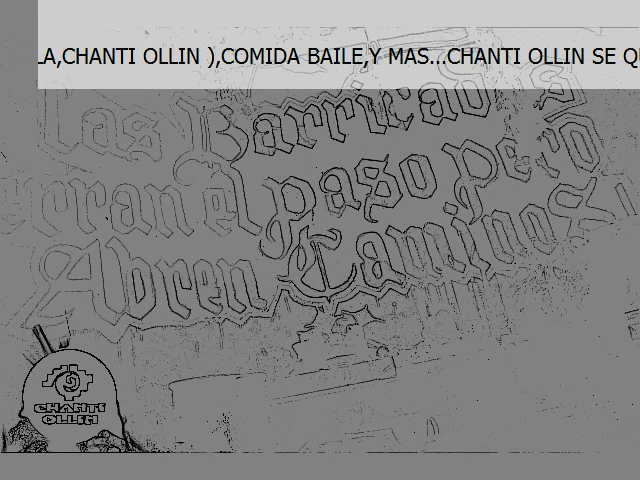 LA,CHANTI OLLIN ),COMIDA BAILE,Y MAS...CHANTI OLLIN SE QU
Las Barricadas
Cierran el paso pero
Abren Caminos
CHANTI
OLLIN